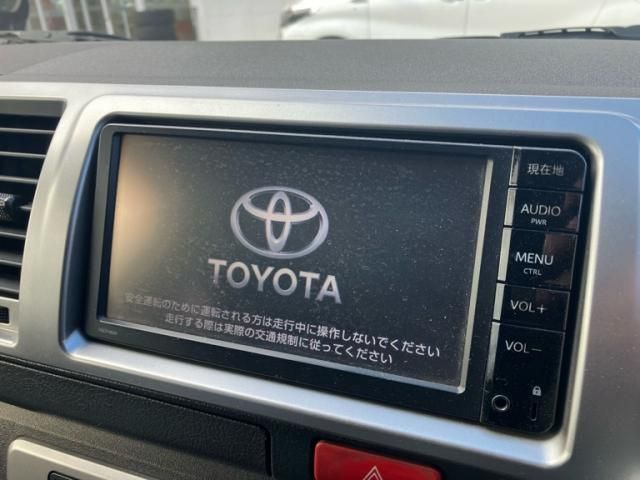 TOYOTA
安全運転のために運転される方は走行中に操作しないでください
走行する際は実際の交通規制に従ってください
現在地
AUDIO
PWR
MENU
CTRL
VOL+
VOL−